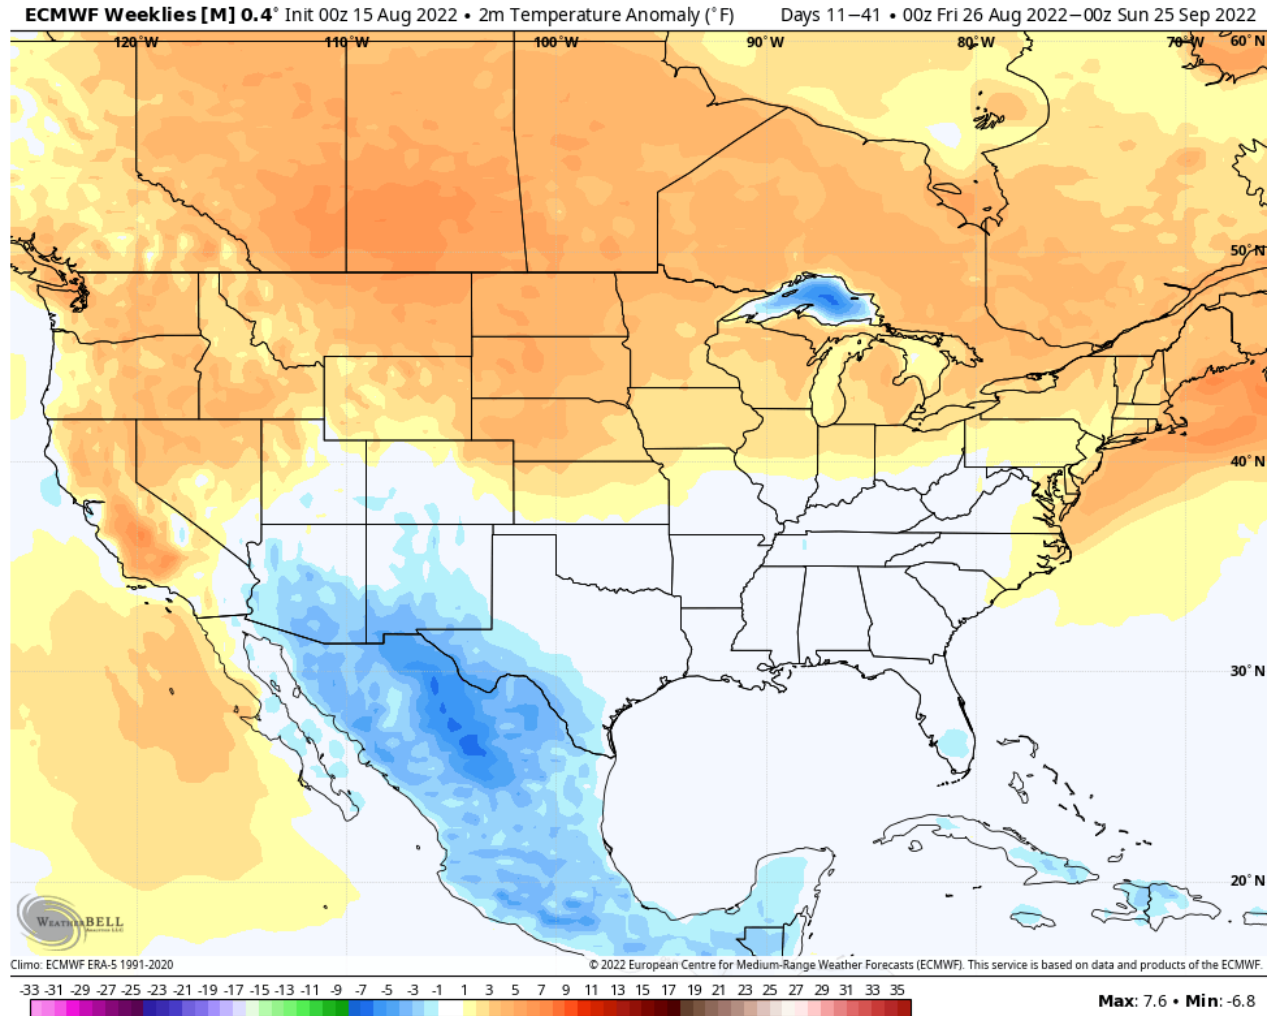 ECMWF Weeklies [M] 0.4° Init 00z 15 Aug 2022 • 2m Temperature Anomaly (°F) Days 11−41 • 00z Fri 26 Aug 2022−00z Sun 25 Sep 2022
120°W 110°W 100°W 90°W 80°W 70°W 60°N
50°N
40°N
30°N
20°N
WEATHERBELL
Analytics LLC
Climo: ECMWF ERA-5 1991-2020 © 2022 European Centre for Medium-Range Weather Forecasts (ECMWF). This service is based on data and products of the ECMWF.
-33 -31 -29 -27 -25 -23 -21 -19 -17 -15 -13 -11 -9 -7 -5 -3 -1 1 3 5 7 9 11 13 15 17 19 21 23 25 27 29 31 33 35
Max: 7.6 • Min: -6.8